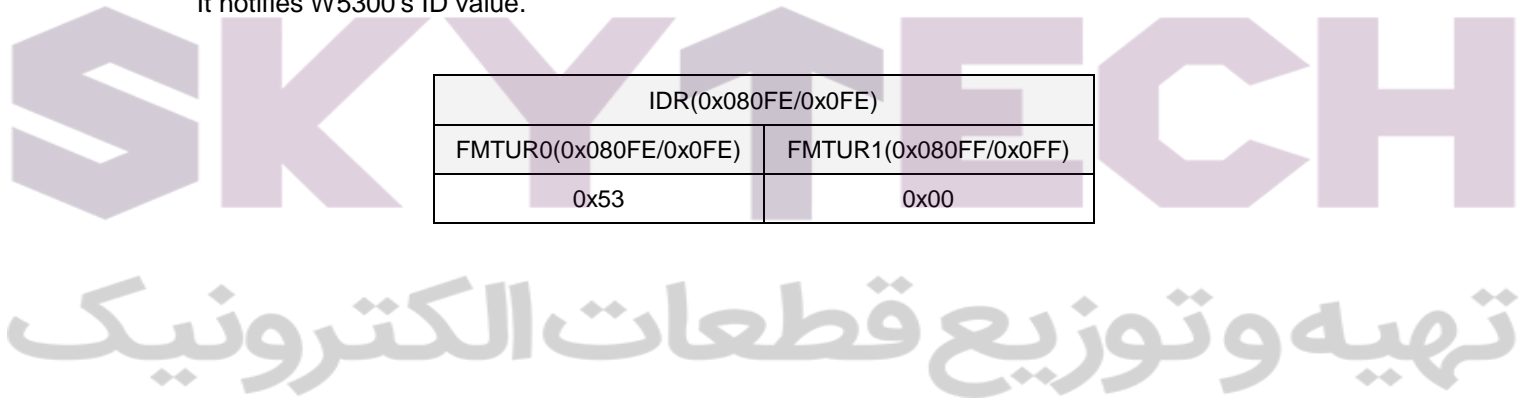 It notifies W5300's ID value.
SKYTECH
IDR(0x080FE/0x0FE)
FMTUR0(0x080FE/0x0FE) FMTUR1(0x080FF/0x0FF)
0x53 0x00
تهیه و توزیع قطعات الکترونیک